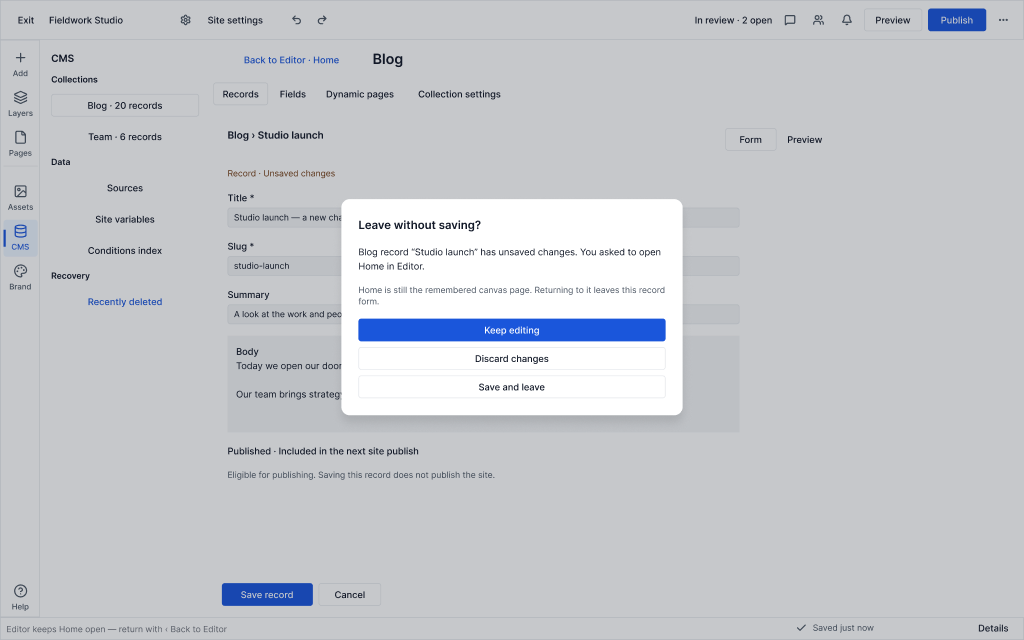 Exit
Fieldwork Studio
Site settings
In review · 2 open
Preview
Publish
Add
Layers
Pages
Assets
CMS
Brand
Help
CMS
Collections
Blog · 20 records
Team · 6 records
Data
Sources
Site variables
Conditions index
Recovery
Recently deleted
Back to Editor · Home
Blog
Records
Fields
Dynamic pages
Collection settings
Blog › Studio launch
Form
Preview
Record · Unsaved changes
Title *
Studio launch — a new cha
Slug *
studio-launch
Summary
A look at the work and peo
Body
Today we open our door
Our team brings strategy
Published · Included in the next site publish
Eligible for publishing. Saving this record does not publish the site.
Save record
Cancel
Leave without saving?
Blog record “Studio launch” has unsaved changes. You asked to open
Home in Editor.
Home is still the remembered canvas page. Returning to it leaves this record
form.
Keep editing
Discard changes
Save and leave
Editor keeps Home open — return with ‹ Back to Editor
Saved just now
Details